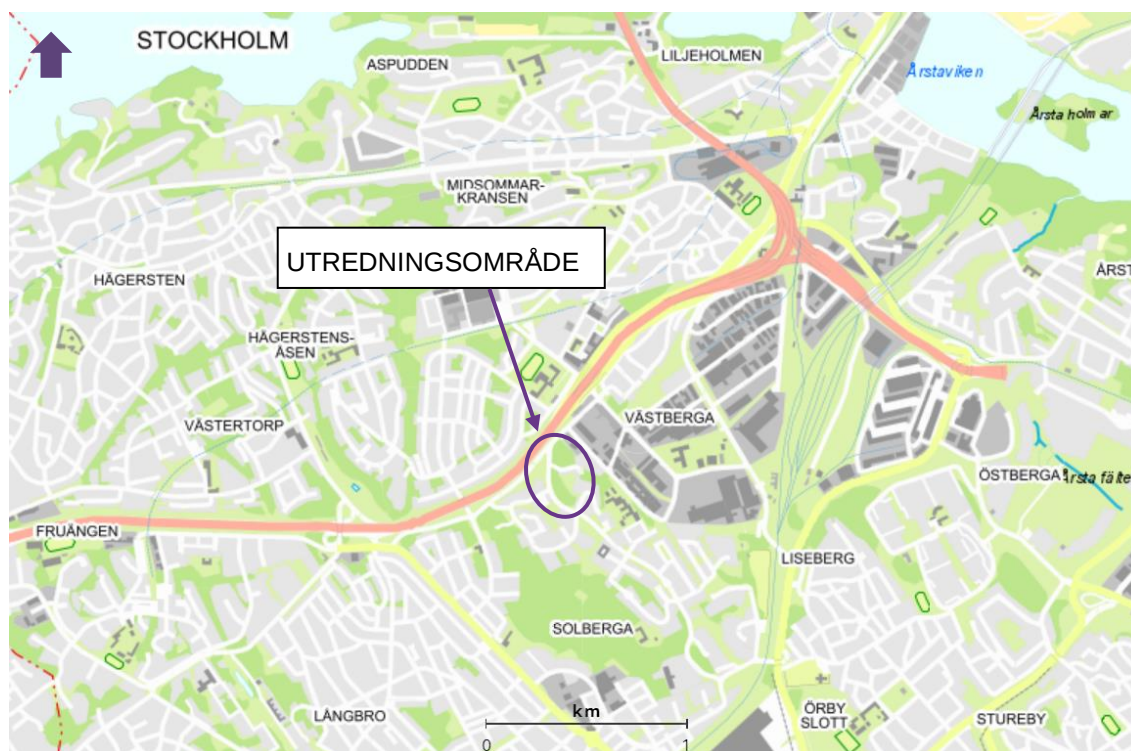 STOCKHOLM
ASPUDDEN
LILJEHOLMEN
Årstaviken
Årsta holmar
MIDSOMMAR-
KRANSEN
UTREDNINGSOMRÅDE
HÄGERSTEN
ÅRST
HÄGERSTENS-
ÅSEN
VÄSTERTORP
VÄSTBERGA
ÖSTBERGA
Årsta fälte
FRUÄNGEN
LISEBERG
SOLBERGA
LÅNGBRO
km
0
1
ÖRBY
SLOTT
STUREBY